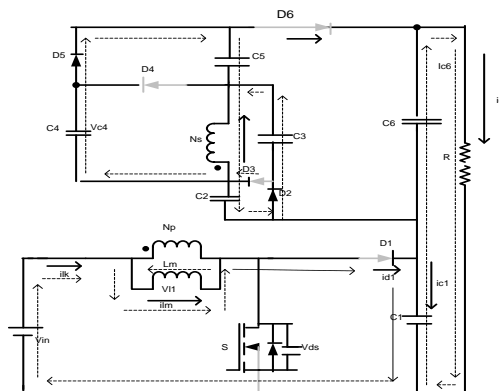 D6
D5
D4
C5
Ic6
i
C4
Vc4
Ns
C3
C6
R
D3
C2
D2
Np
D1
ilk
Lm
id1
ic1
Vl1
ilm
C1
Vin
S
Vds